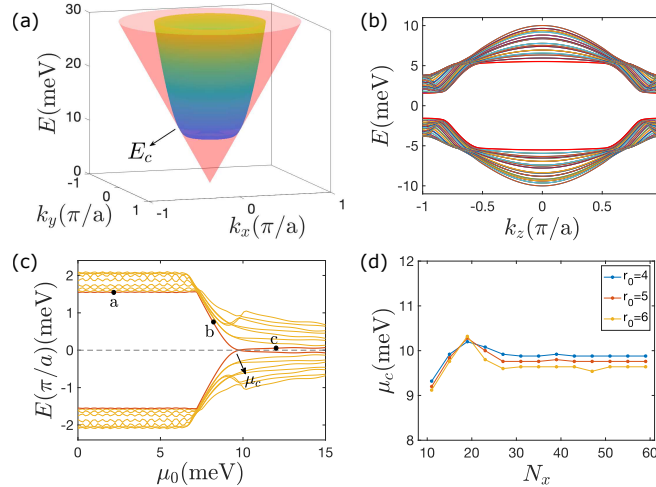 (a)
30
20
10
0
E(meV)
E_c
-1
0
1
k_y(π/a)
-1
0
1
k_x(π/a)
(b)
10
5
0
-5
-10
E(meV)
-1
-0.5
0
0.5
k_z(π/a)
(c)
2
1
0
-1
-2
E(π/a)(meV)
a
b
c
μ_c
0
5
10
15
μ_0(meV)
(d)
12
11
10
9
8
μ_c(meV)
r_0=4
r_0=5
r_0=6
10
20
30
40
50
60
N_x